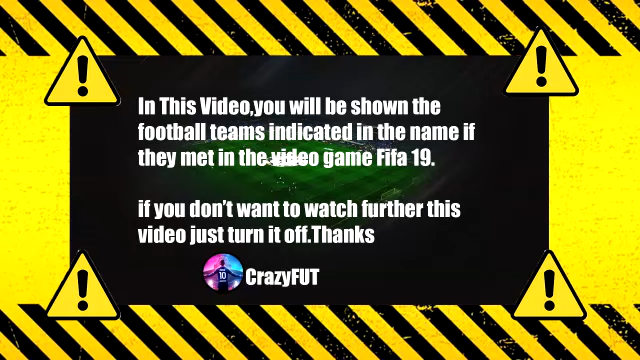 In This Video,you will be shown the
football teams indicated in the name if
they met in the video game Fifa 19.
if you don't want to watch further this
video just turn it off.Thanks
10
CrazyFUT